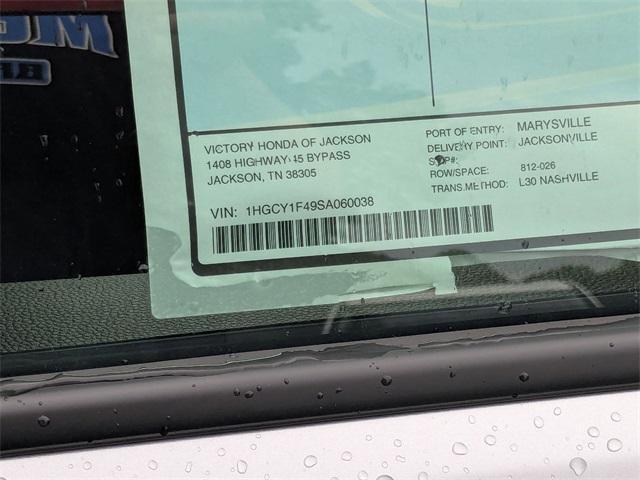 VICTORY HONDA OF JACKSON
1408 HIGHWAY 45 BYPASS
JACKSON, TN 38305
VIN: 1HGCY1F49SA060038
PORT OF ENTRY: MARYSVILLE
DELIVERY POINT: JACKSONVILLE
ROW/SPACE: 812-026
TRANS.METHOD: L30 NASHVILLE